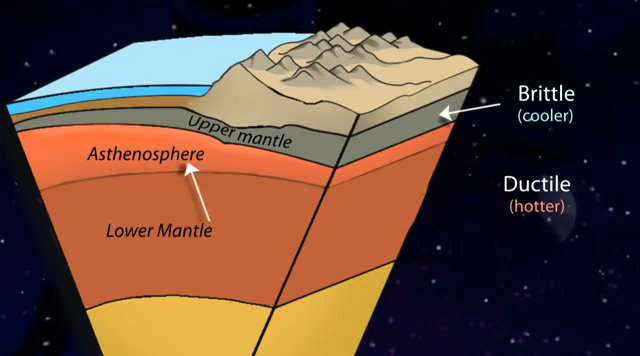 Brittle
(cooler)
Upper mantle
Asthenosphere
Ductile
(hotter)
Lower Mantle